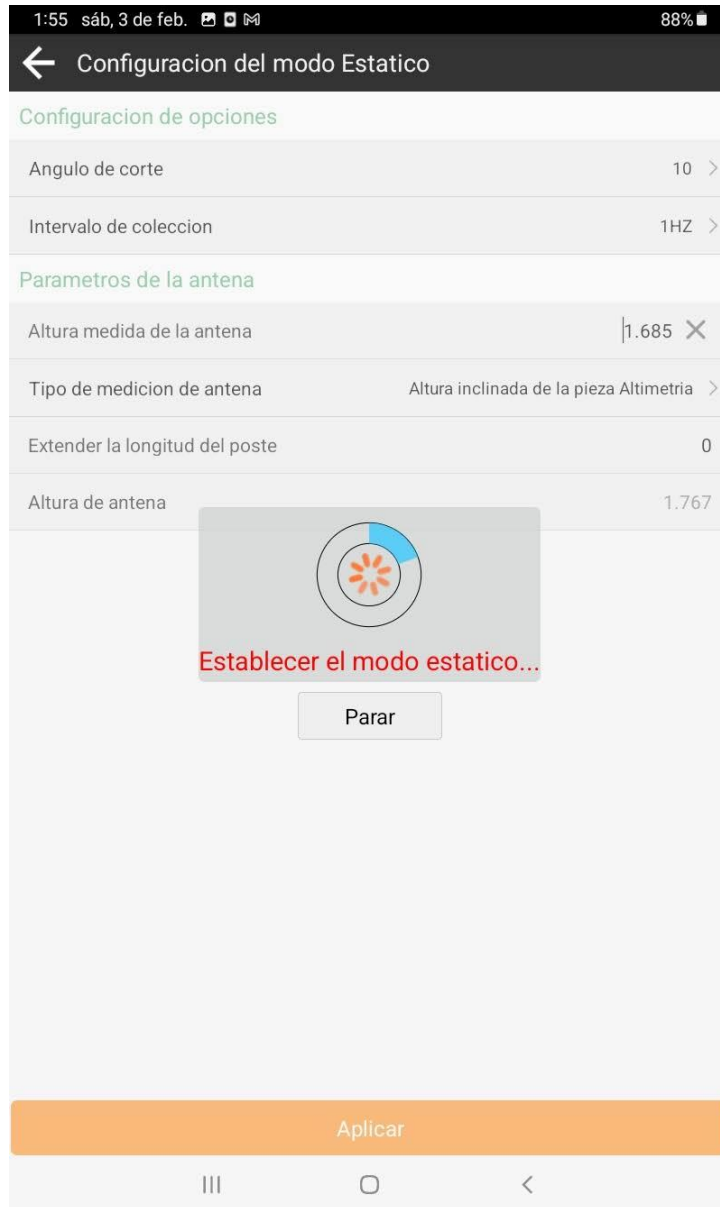 1:55 sáb, 3 de feb. 88%
Configuracion del modo Estatico
Configuracion de opciones
Angulo de corte 10
Intervalo de coleccion 1HZ
Parametros de la antena
Altura medida de la antena 1.685
Tipo de medicion de antena Altura inclinada de la pieza Altimetria
Extender la longitud del poste 0
Altura de antena 1.767
Establecer el modo estatico...
Parar
Aplicar